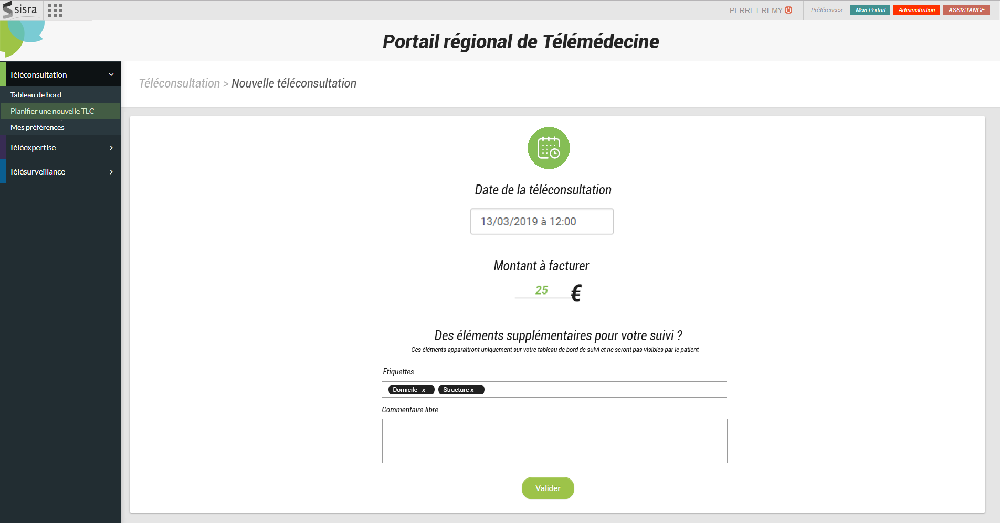 sisra
PERRET REMY
Préférences
Mon Portail
Administration
ASSISTANCE
Portail régional de Télémédecine
Téléconsultation
Tableau de bord
Planifier une nouvelle TLC
Mes préférences
Téléexpertise
Télésurveillance
Téléconsultation > Nouvelle téléconsultation
Date de la téléconsultation
13/03/2019 à 12:00
Montant à facturer
25 €
Des éléments supplémentaires pour votre suivi ?
Ces éléments apparaitront uniquement sur votre tableau de bord de suivi et ne seront pas visibles par le patient
Etiquettes
Domicile x Structure x
Commentaire libre
Valider